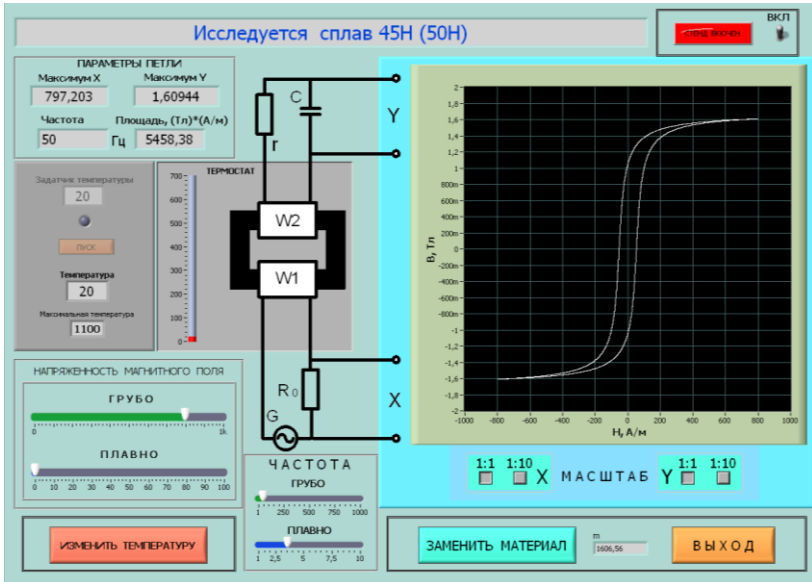 Исследуется сплав 45Н (50Н)
ВКЛ
СТЕНД ВКЛЮЧЕН
ПАРАМЕТРЫ ПЕТЛИ
Максимум X Максимум Y
797,203 1,60944
Частота Площадь, (Тл)*(А/м)
50 Гц 5458,38
Задатчик температуры
20
ПУСК
Температура
20
Максимальная температура
1100
ТЕРМОСТАТ
700
600
500
400
300
200
100
0
C
r
W2
W1
R₀
G
Y
X
B, Тл
2
1,8
1,6
1,4
1,2
1
800m
600m
400m
200m
0
-200m
-400m
-600m
-800m
-1
-1,2
-1,4
-1,6
-1,8
-2
-1000 -800 -600 -400 -200 0 200 400 600 800 1000
H, А/м
НАПРЯЖЕННОСТЬ МАГНИТНОГО ПОЛЯ
ГРУБО
0 1k
ПЛАВНО
0 10 20 30 40 50 60 70 80 90 100
ЧАСТОТА
ГРУБО
1 250 500 750 1000
ПЛАВНО
1 2,5 5 7,5 10
1:1 1:10 X МАСШТАБ Y 1:1 1:10
ИЗМЕНИТЬ ТЕМПЕРАТУРУ
ЗАМЕНИТЬ МАТЕРИАЛ
m
1606,56
ВЫХОД